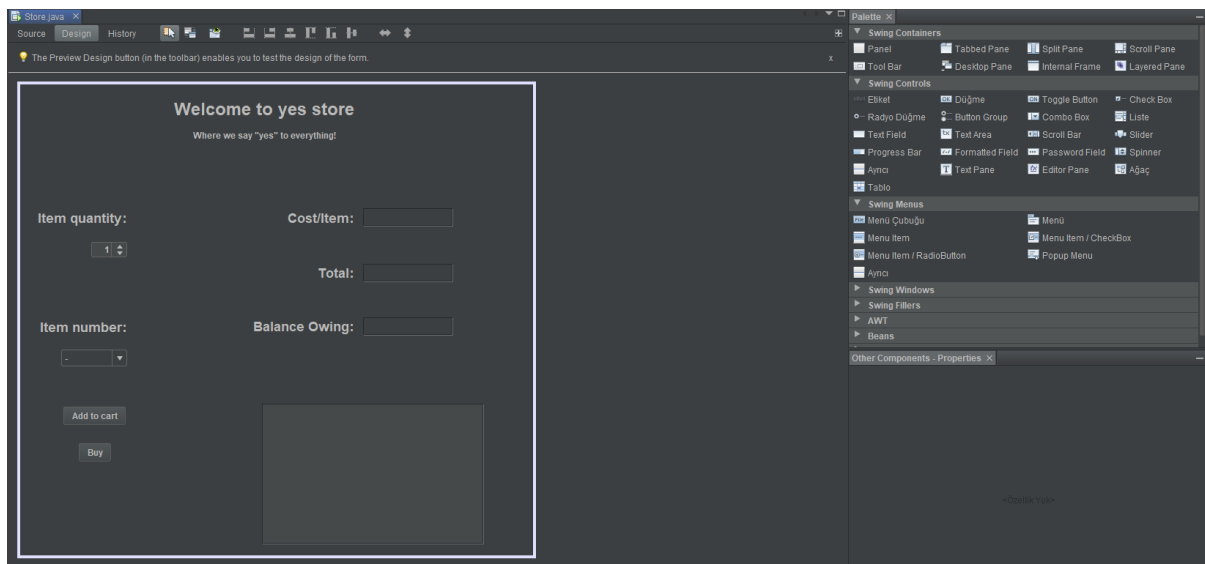 Store.java ×
Source Design History
The Preview Design button (in the toolbar) enables you to test the design of the form. x
Welcome to yes store
Where we say "yes" to everything!
Item quantity:
Cost/Item:
1
Total:
Item number:
Balance Owing:
-
Add to cart
Buy
Palette ×
Swing Containers
Panel Tabbed Pane Split Pane Scroll Pane
Tool Bar Desktop Pane Internal Frame Layered Pane
Swing Controls
Etiket Düğme Toggle Button Check Box
Radyo Düğme Button Group Combo Box Liste
Text Field Text Area Scroll Bar Slider
Progress Bar Formatted Field Password Field Spinner
Ayrıcı Text Pane Editor Pane Ağaç
Tablo
Swing Menus
Menü Çubuğu Menü
Menu Item Menu Item / CheckBox
Menu Item / RadioButton Popup Menu
Ayrıcı
Swing Windows
Swing Fillers
AWT
Beans
Other Components - Properties ×
<Özellik Yok>